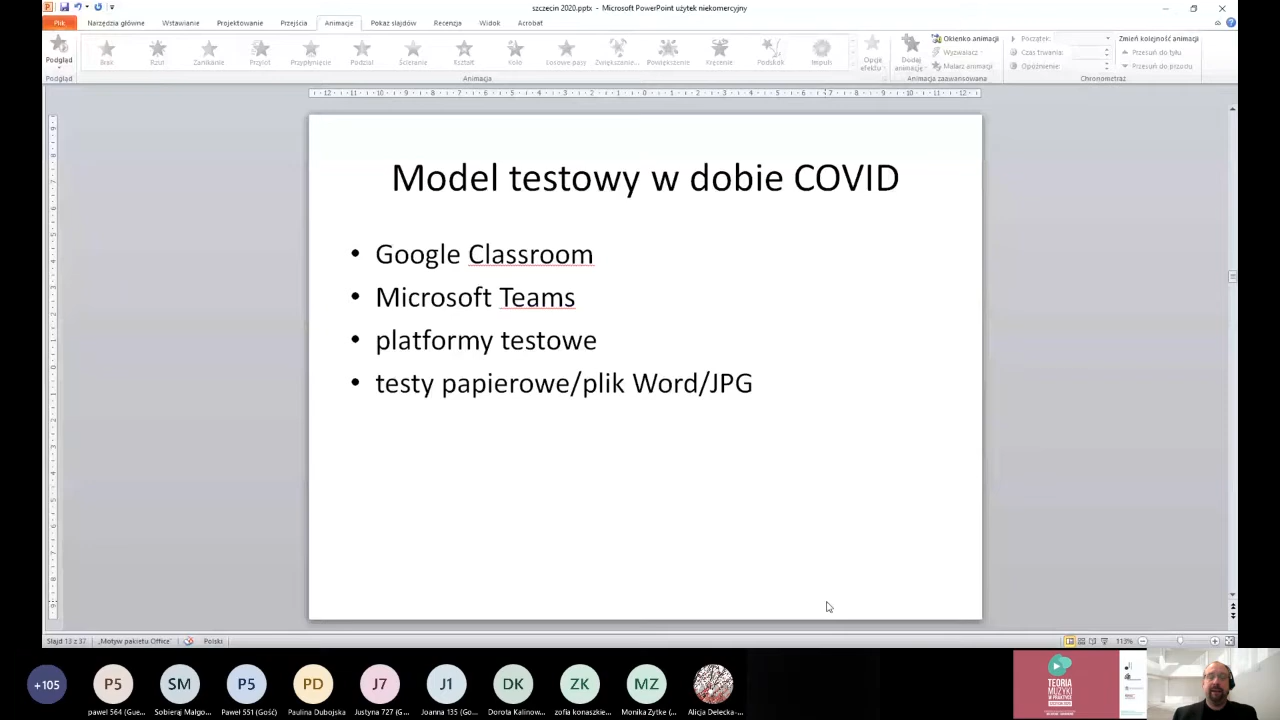 szczecin 2020.pptx - Microsoft PowerPoint użytek niekomercyjny
Plik Narzędzia główne Wstawianie Projektowanie Przejścia Animacje Pokaz slajdów Recenzja Widok Acrobat
Podgląd
Brak Rzut Zanikanie Przylot Przypłynięcie Podział Ścieranie Kształt Koło Losowe pasy Zwiększanie... Powiększenie Kręcenie Podskok Impuls
Opcje efektu
Dodaj animację
Okienko animacji
Wyzwalacz
Malarz animacji
Początek:
Czas trwania:
Opóźnienie:
Zmień kolejność animacji
Przesuń do tyłu
Przesuń do przodu
Podgląd Animacja Animacja zaawansowana Chronometraż
Model testowy w dobie COVID
• Google Classroom
• Microsoft Teams
• platformy testowe
• testy papierowe/plik Word/JPG
Slajd 13 z 37 „Motyw pakietu Office” Polski 113%
+105 P5 SM P5 PD J7 J1 DK ZK MZ
paweł 564 (Gue... Sobieraj Małgo... Paweł 551 (Gość) Paulina Dubojska Justyna 727 (G... Joanna 135 (Go... Dorota Kalinow... zofia konaszkie... Monika Zytke (... Alicja Delecka-...
TEORIA
MUZYKI
W PRAKTYCE